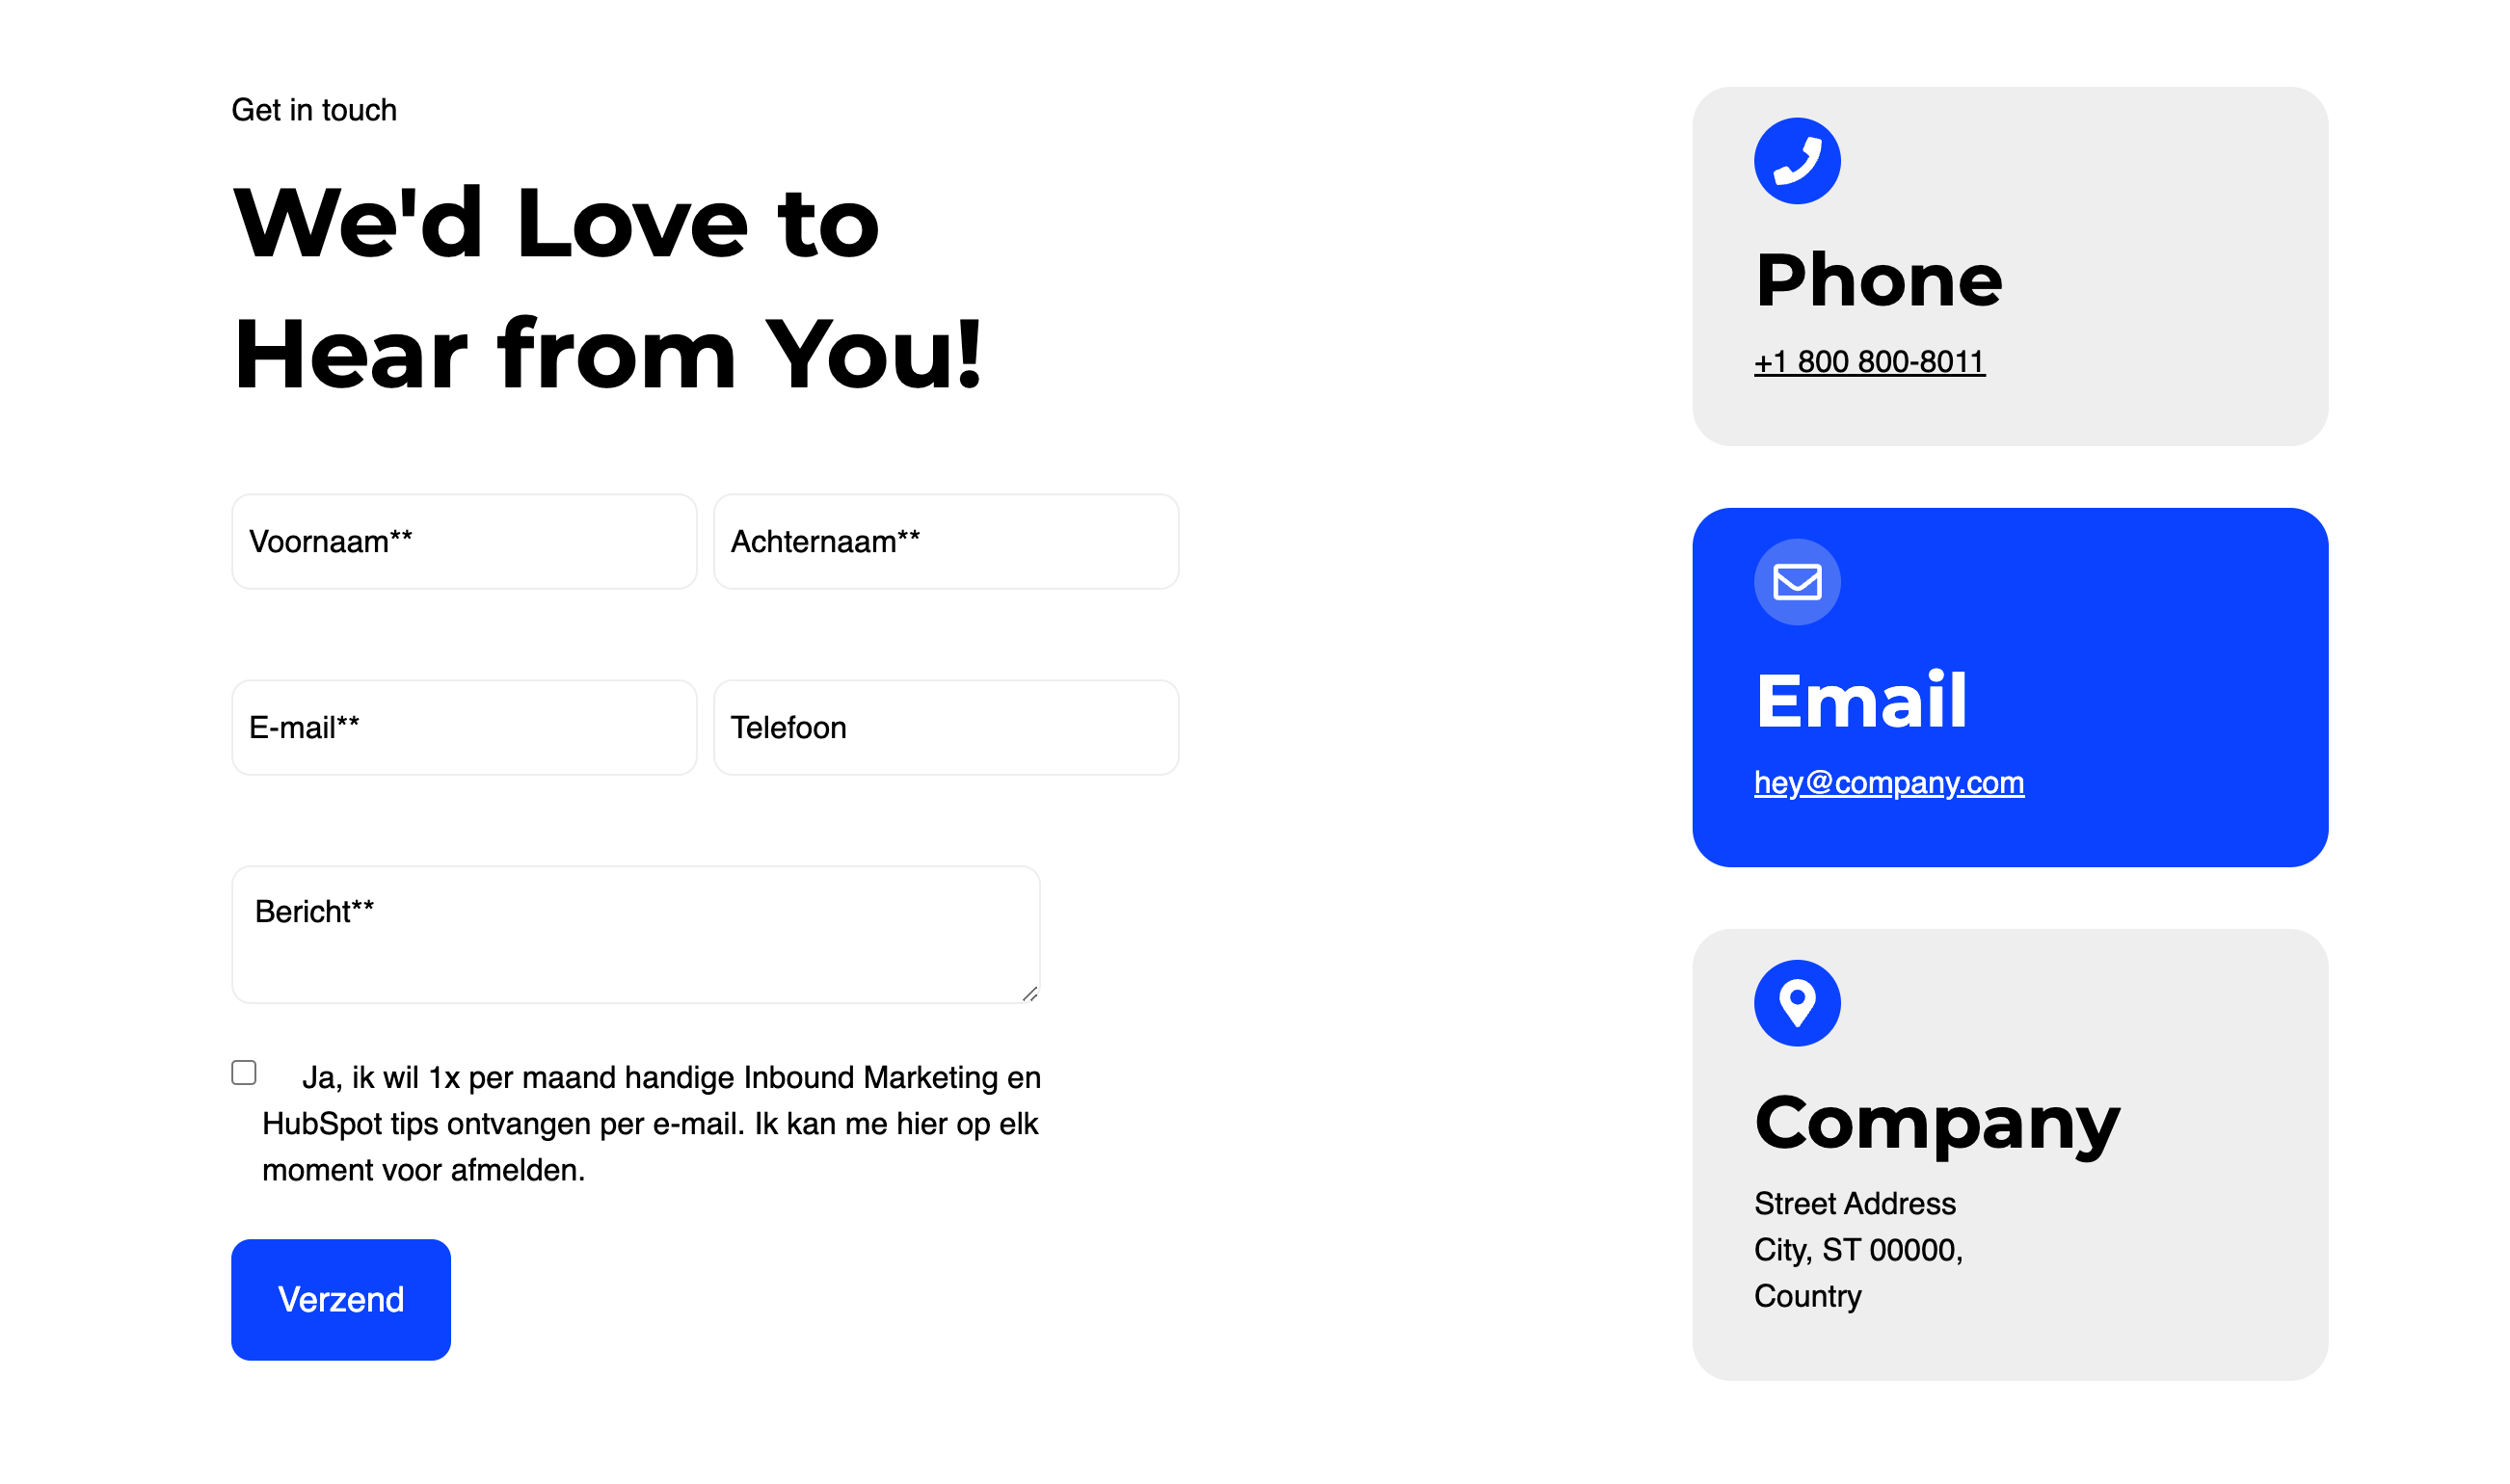 Get in touch
We'd Love to
Hear from You!
Voornaam**
Achternaam**
E-mail**
Telefoon
Bericht**
Ja, ik wil 1x per maand handige Inbound Marketing en
HubSpot tips ontvangen per e-mail. Ik kan me hier op elk
moment voor afmelden.
Verzend
Phone
+1 800 800-8011
Email
hey@company.com
Company
Street Address
City, ST 00000,
Country